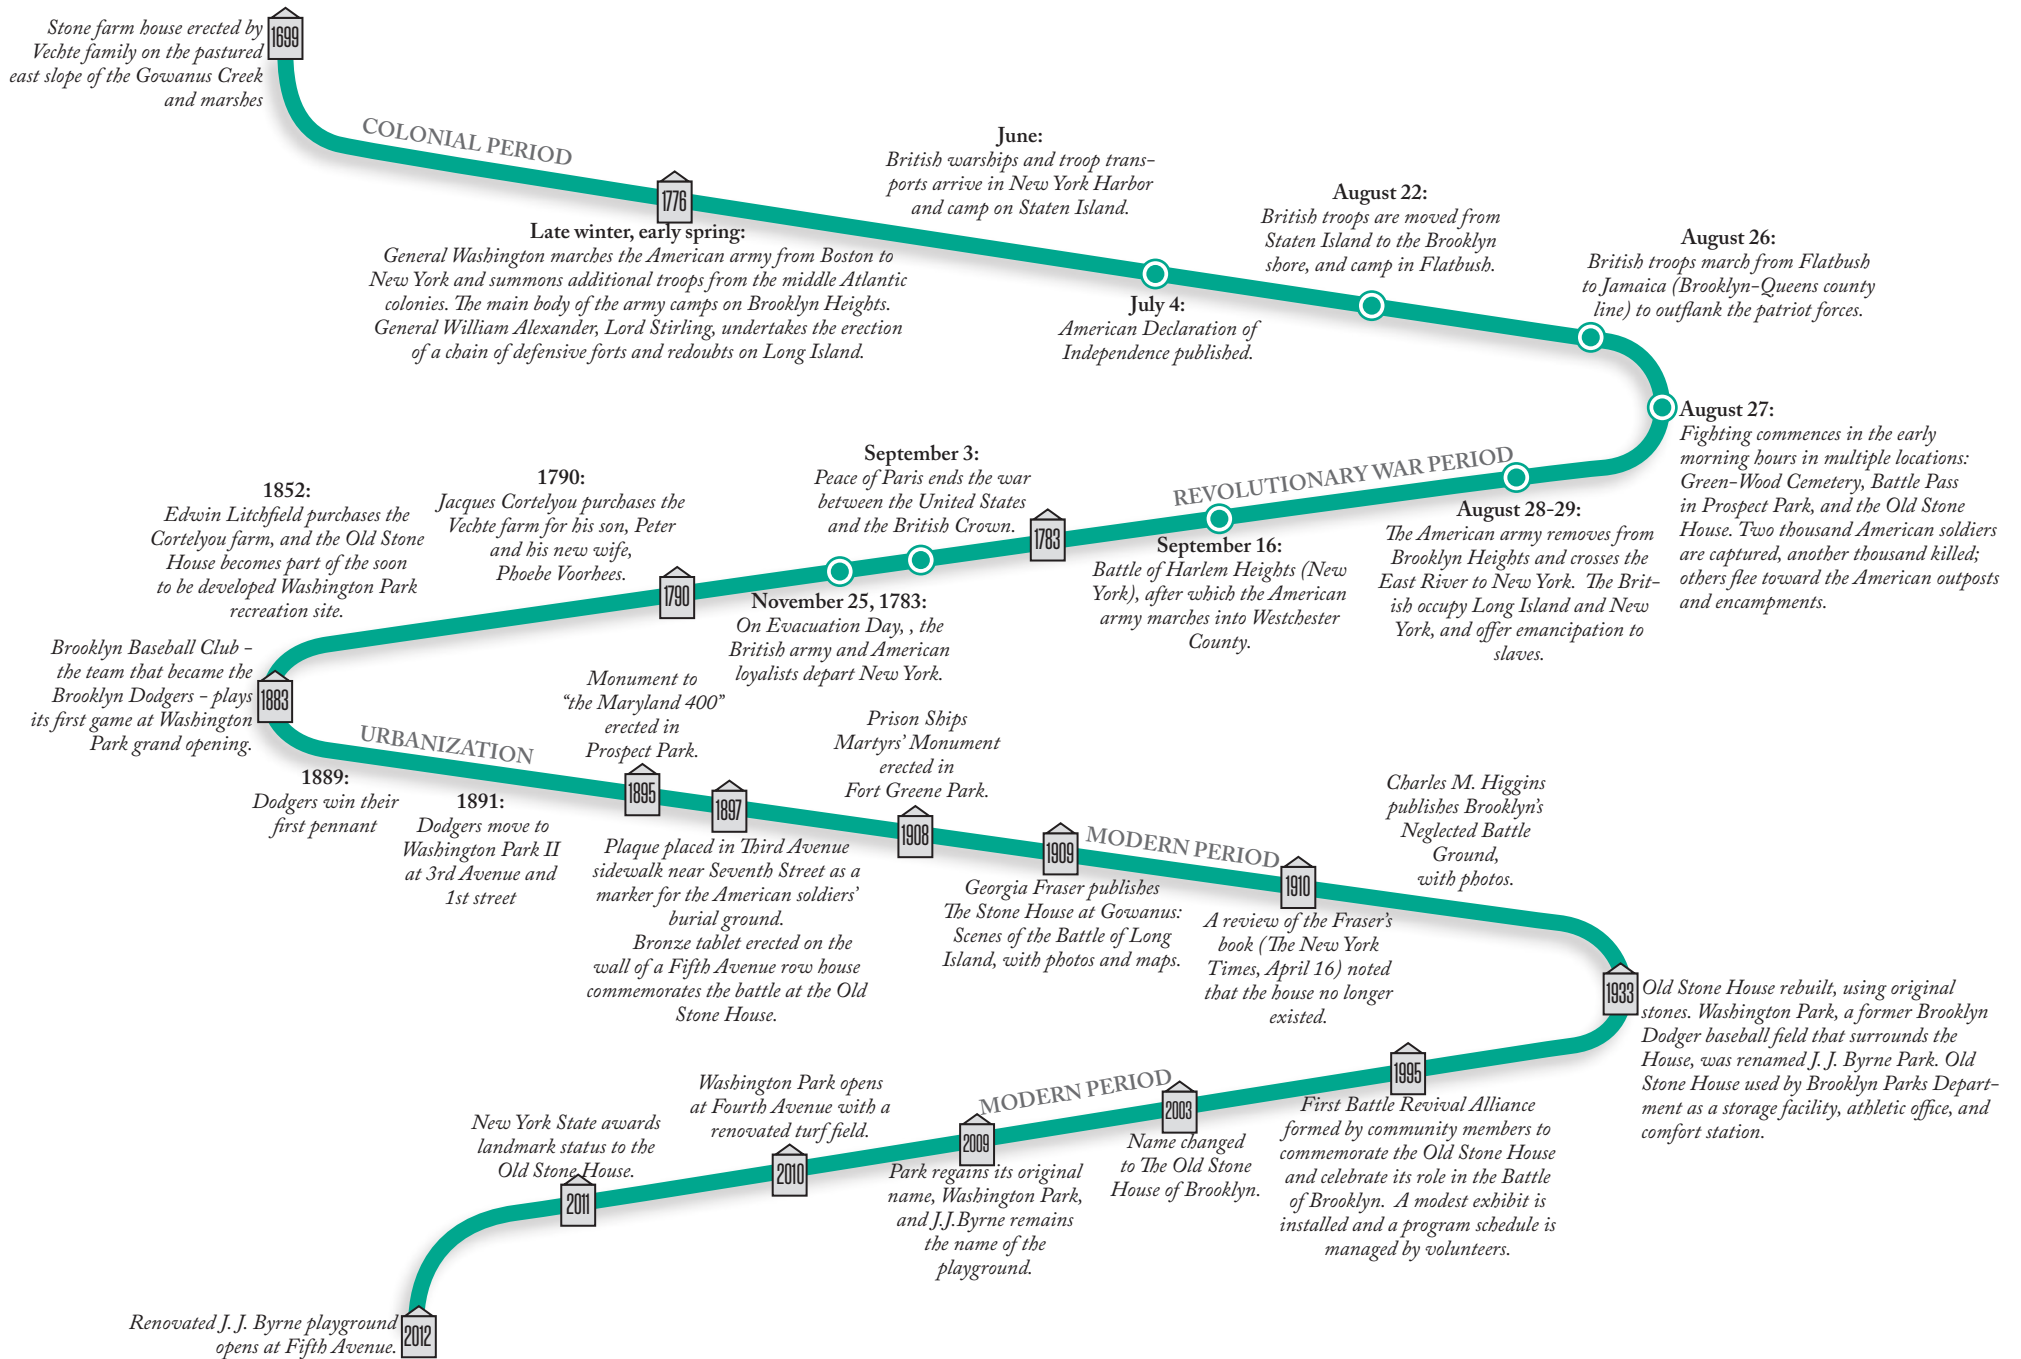 Stone farm house erected by
Vechte family on the pastured
east slope of the Gowanus Creek
and marshes
1699
COLONIAL PERIOD
1776
Late winter, early spring:
General Washington marches the American army from Boston to
New York and summons additional troops from the middle Atlantic
colonies. The main body of the army camps on Brooklyn Heights.
General William Alexander, Lord Stirling, undertakes the erection
of a chain of defensive forts and redoubts on Long Island.
June:
British warships and troop trans-
ports arrive in New York Harbor
and camp on Staten Island.
July 4:
American Declaration of
Independence published.
August 22:
British troops are moved from
Staten Island to the Brooklyn
shore, and camp in Flatbush.
August 26:
British troops march from Flatbush
to Jamaica (Brooklyn-Queens county
line) to outflank the patriot forces.
August 27:
Fighting commences in the early
morning hours in multiple locations:
Green-Wood Cemetery, Battle Pass
in Prospect Park, and the Old Stone
House. Two thousand American soldiers
are captured, another thousand killed;
others flee toward the American outposts
and encampments.
REVOLUTIONARY WAR PERIOD
August 28-29:
The American army removes from
Brooklyn Heights and crosses the
East River to New York. The Brit-
ish occupy Long Island and New
York, and offer emancipation to
slaves.
September 16:
Battle of Harlem Heights (New
York), after which the American
army marches into Westchester
County.
1783
September 3:
Peace of Paris ends the war
between the United States
and the British Crown.
November 25, 1783:
On Evacuation Day, , the
British army and American
loyalists depart New York.
1790
1790:
Jacques Cortelyou purchases the
Vechte farm for his son, Peter
and his new wife,
Phoebe Voorhees.
1852:
Edwin Litchfield purchases the
Cortelyou farm, and the Old Stone
House becomes part of the soon
to be developed Washington Park
recreation site.
Brooklyn Baseball Club -
the team that became the
Brooklyn Dodgers - plays
its first game at Washington
Park grand opening.
1883
URBANIZATION
1889:
Dodgers win their
first pennant
1891:
Dodgers move to
Washington Park II
at 3rd Avenue and
1st street
Monument to
“the Maryland 400”
erected in
Prospect Park.
1895
1897
Plaque placed in Third Avenue
sidewalk near Seventh Street as a
marker for the American soldiers’
burial ground.
Bronze tablet erected on the
wall of a Fifth Avenue row house
commemorates the battle at the Old
Stone House.
Prison Ships
Martyrs’ Monument
erected in
Fort Greene Park.
1908
1909
Georgia Fraser publishes
The Stone House at Gowanus:
Scenes of the Battle of Long
Island, with photos and maps.
MODERN PERIOD
1910
A review of the Fraser’s
book (The New York
Times, April 16) noted
that the house no longer
existed.
Charles M. Higgins
publishes Brooklyn’s
Neglected Battle
Ground,
with photos.
1933
Old Stone House rebuilt, using original
stones. Washington Park, a former Brooklyn
Dodger baseball field that surrounds the
House, was renamed J. J. Byrne Park. Old
Stone House used by Brooklyn Parks Depart-
ment as a storage facility, athletic office, and
comfort station.
1995
First Battle Revival Alliance
formed by community members to
commemorate the Old Stone House
and celebrate its role in the Battle
of Brooklyn. A modest exhibit is
installed and a program schedule is
managed by volunteers.
2003
Name changed
to The Old Stone
House of Brooklyn.
MODERN PERIOD
2009
Park regains its original
name, Washington Park,
and J.J.Byrne remains
the name of the
playground.
Washington Park opens
at Fourth Avenue with a
renovated turf field.
2010
New York State awards
landmark status to the
Old Stone House.
2011
Renovated J. J. Byrne playground
opens at Fifth Avenue.
2012